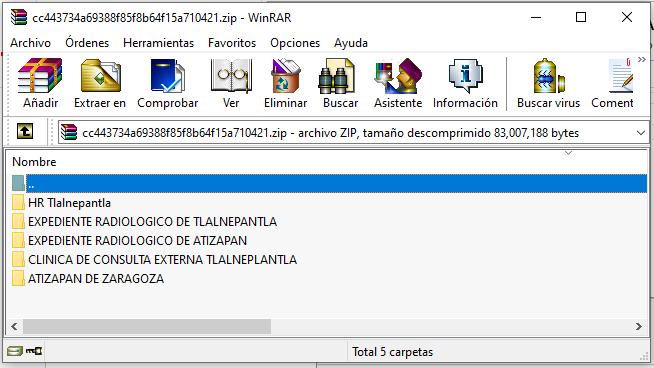 cc443734a69388f85f8b64f15a710421.zip - WinRAR
Archivo Órdenes Herramientas Favoritos Opciones Ayuda
Añadir Extraer en Comprobar Ver Eliminar Buscar Asistente Información Buscar virus Coment
cc443734a69388f85f8b64f15a710421.zip - archivo ZIP, tamaño descomprimido 83,007,188 bytes
Nombre
..
HR Tlalnepantla
EXPEDIENTE RADIOLOGICO DE TLALNEPANTLA
EXPEDIENTE RADIOLOGICO DE ATIZAPAN
CLINICA DE CONSULTA EXTERNA TLALNEPLANTLA
ATIZAPAN DE ZARAGOZA
Total 5 carpetas